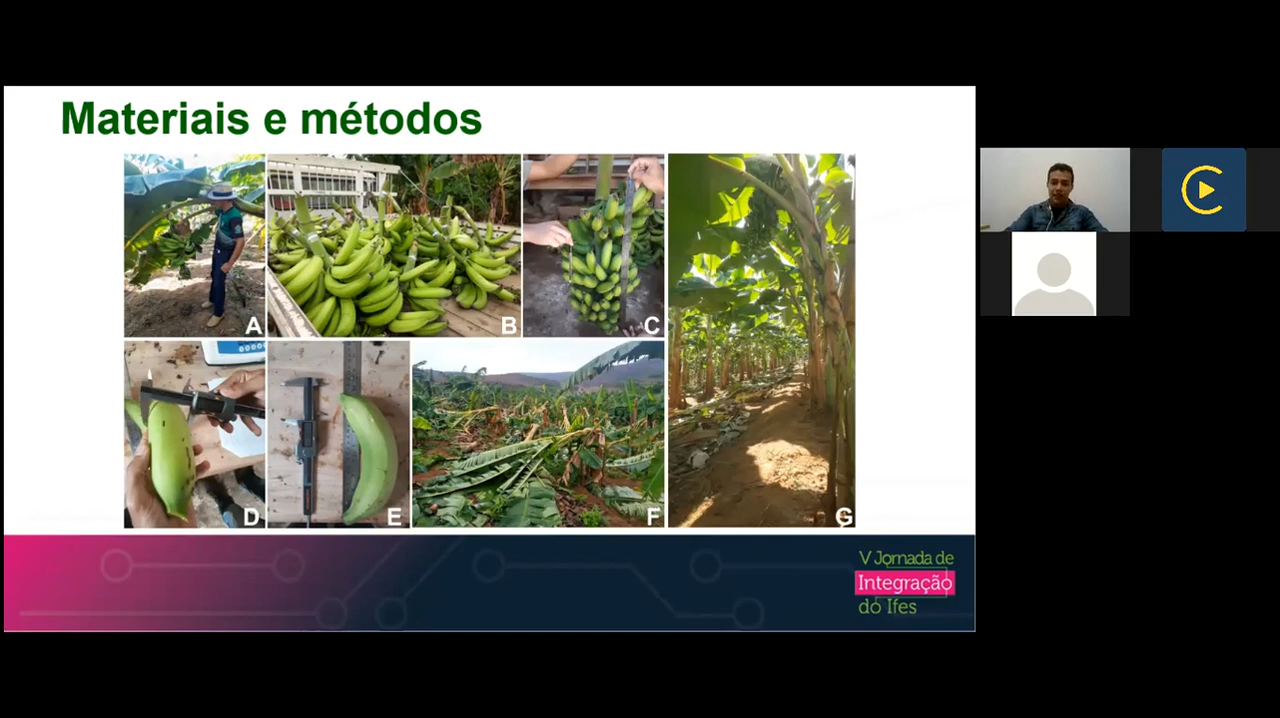 Materiais e métodos
A
B
C
D
E
F
G
V Jornada de
Integração
do Ifes